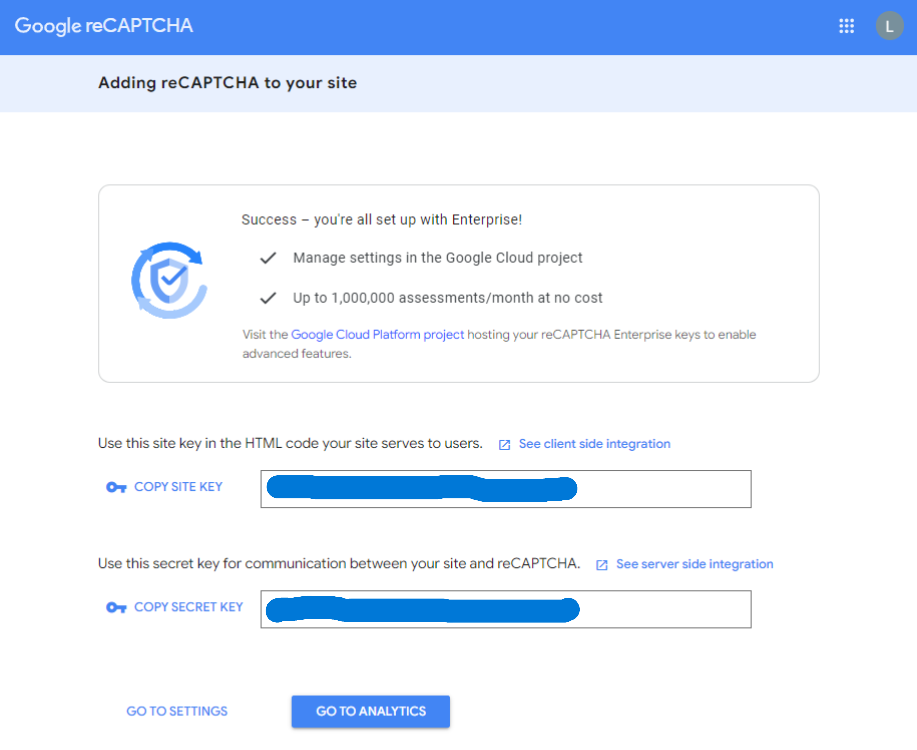 Google reCAPTCHA
L
Adding reCAPTCHA to your site
Success – you're all set up with Enterprise!
Manage settings in the Google Cloud project
Up to 1,000,000 assessments/month at no cost
Visit the Google Cloud Platform project hosting your reCAPTCHA Enterprise keys to enable
advanced features.
Use this site key in the HTML code your site serves to users. See client side integration
COPY SITE KEY
Use this secret key for communication between your site and reCAPTCHA. See server side integration
COPY SECRET KEY
GO TO SETTINGS GO TO ANALYTICS